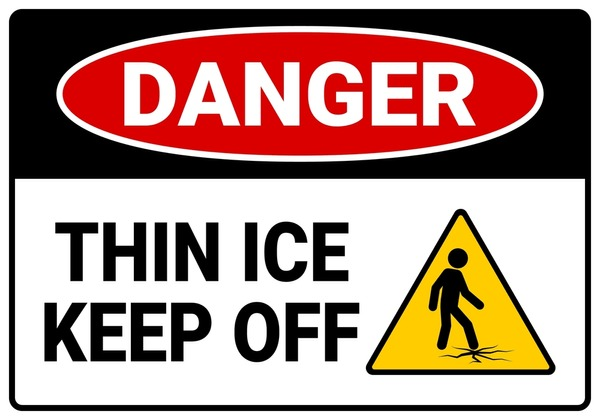 DANGER
THIN ICE
KEEP OFF